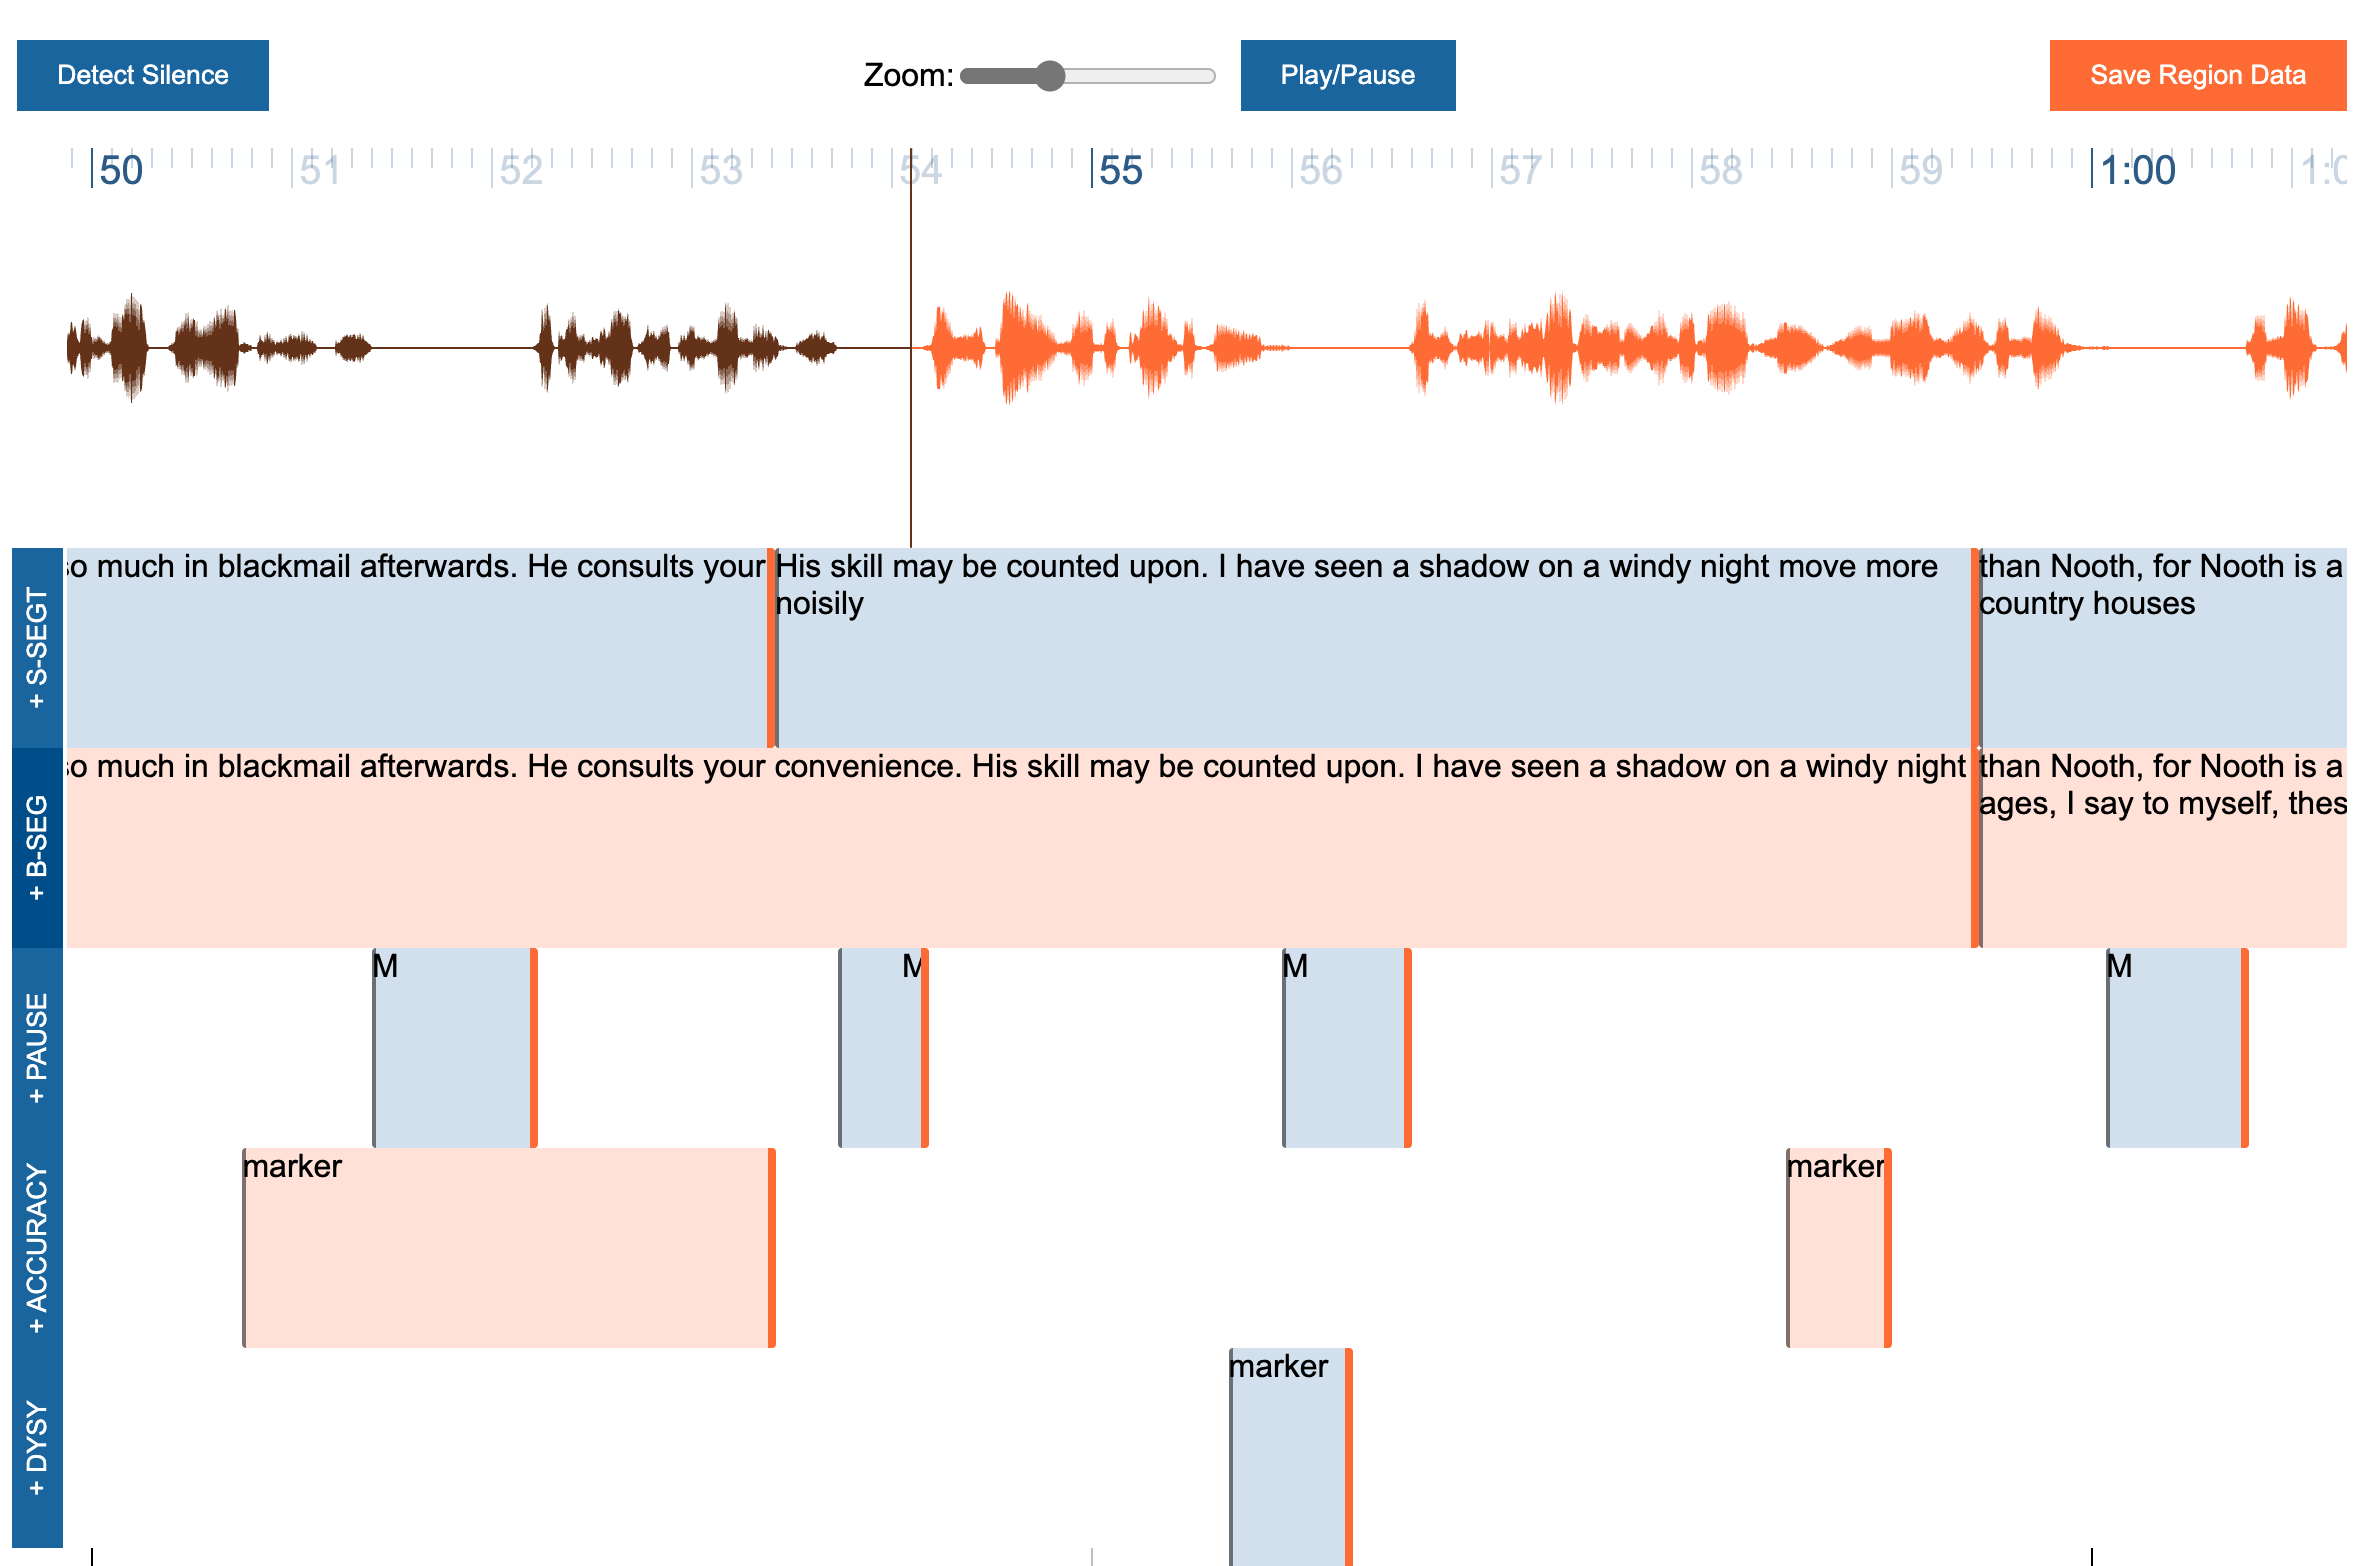 Detect Silence
Zoom:
Play/Pause
Save Region Data
50 51 52 53 54 55 56 57 58 59 1:00
+ S-SEGT
so much in blackmail afterwards. He consults your
His skill may be counted upon. I have seen a shadow on a windy night move more
noisily
than Nooth, for Nooth is a
country houses
+ B-SEG
so much in blackmail afterwards. He consults your convenience. His skill may be counted upon. I have seen a shadow on a windy night
than Nooth, for Nooth is a
ages, I say to myself,
+ PAUSE
M
M
M
M
+ ACCURACY
marker
marker
+ DYSY
marker